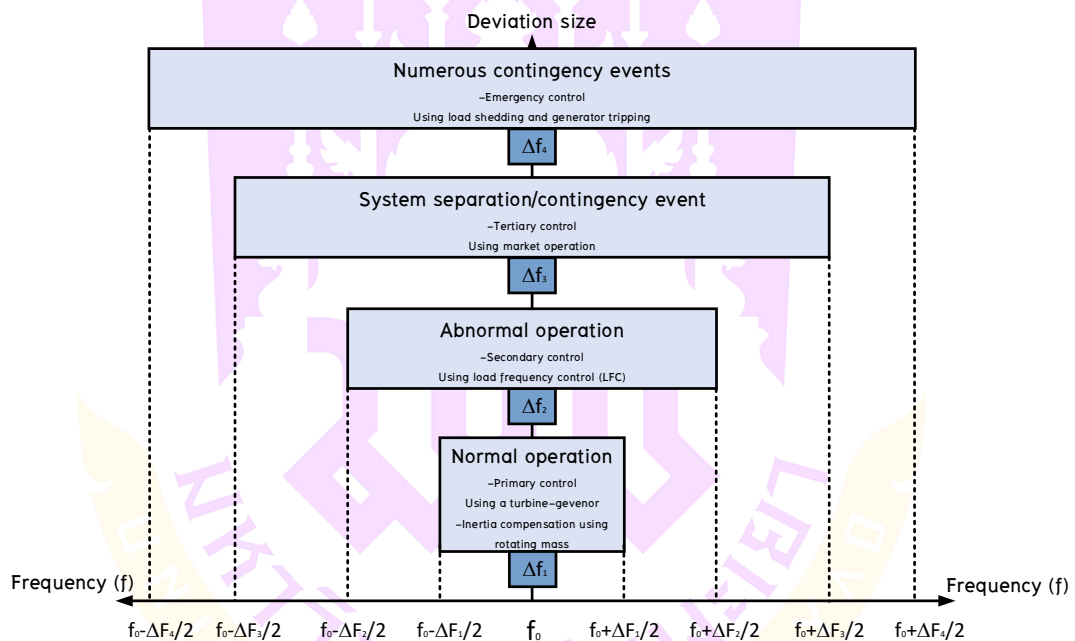 Deviation size
Numerous contingency events
-Emergency control
Using load shedding and generator tripping
Δf₄
System separation/contingency event
-Tertiary control
Using market operation
Δf₃
Abnormal operation
-Secondary control
Using load frequency control (LFC)
Δf₂
Normal operation
-Primary control
Using a turbine-gevenor
-Inertia compensation using
rotating mass
Δf₁
Frequency (f)
Frequency (f)
f₀-ΔF₄/2
f₀-ΔF₃/2
f₀-ΔF₂/2
f₀-ΔF₁/2
f₀
f₀+ΔF₁/2
f₀+ΔF₂/2
f₀+ΔF₃/2
f₀+ΔF₄/2